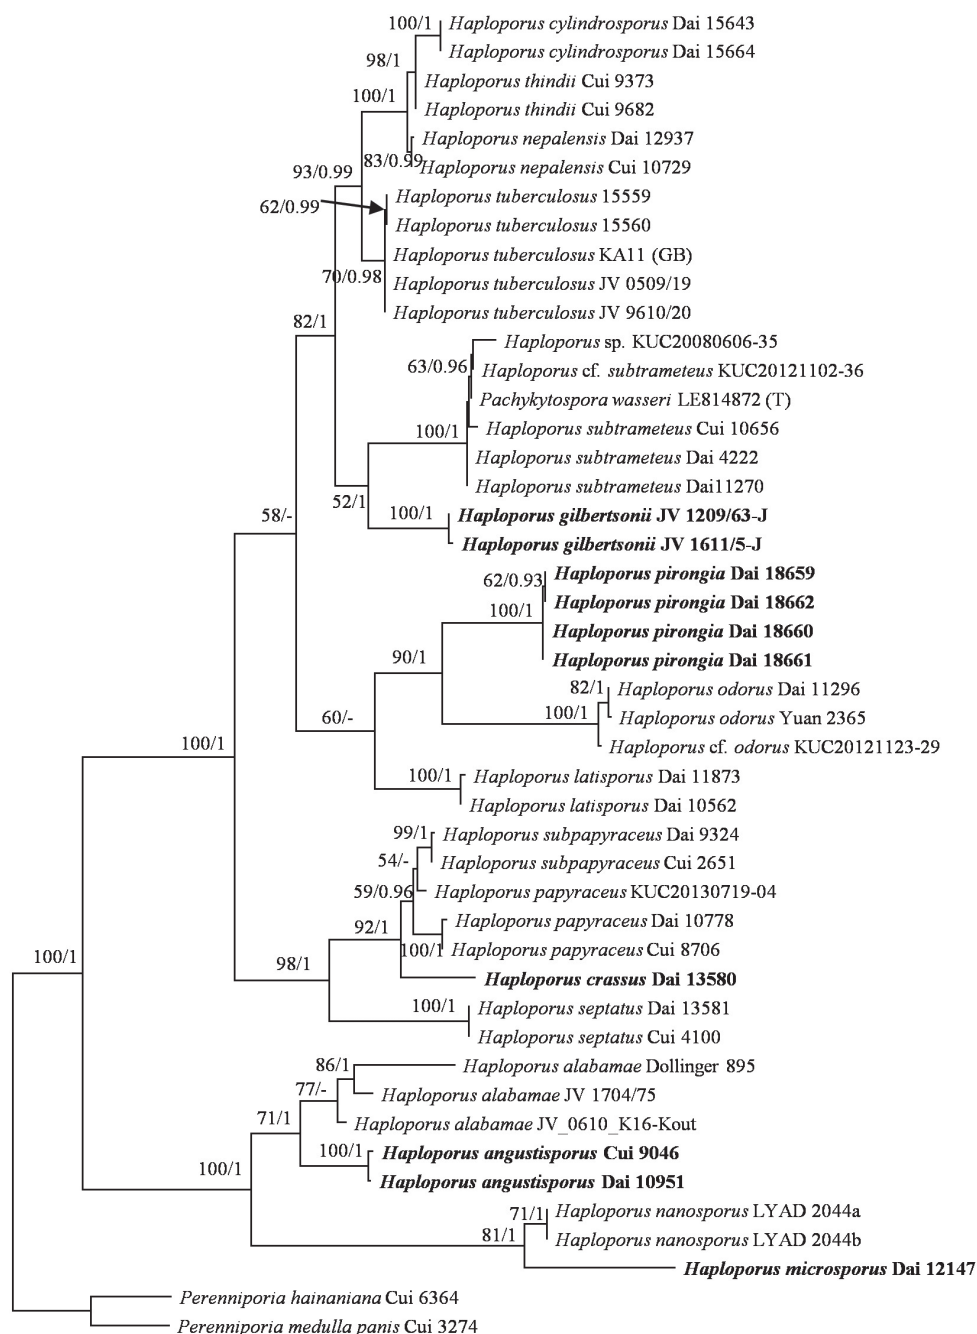 100/1
Haploporus cylindrosporus Dai 15643
Haploporus cylindrosporus Dai 15664
98/1
Haploporus thindii Cui 9373
100/1
Haploporus thindii Cui 9682
Haploporus nepalensis Dai 12937
83/0.99
Haploporus nepalensis Cui 10729
93/0.99
Haploporus tuberculosus 15559
62/0.99
Haploporus tuberculosus 15560
Haploporus tuberculosus KA11 (GB)
70/0.98
Haploporus tuberculosus JV 0509/19
Haploporus tuberculosus JV 9610/20
82/1
Haploporus sp. KUC20080606-35
63/0.96
Haploporus cf. subtrameteus KUC20121102-36
Pachykytospora wasseri LE814872 (T)
100/1
Haploporus subtrameteus Cui 10656
Haploporus subtrameteus Dai 4222
Haploporus subtrameteus Dai11270
52/1
100/1
Haploporus gilbertsonii JV 1209/63-J
58/-
Haploporus gilbertsonii JV 1611/5-J
62/0.93
Haploporus pirongia Dai 18659
Haploporus pirongia Dai 18662
100/1
Haploporus pirongia Dai 18660
90/1
Haploporus pirongia Dai 18661
82/1
Haploporus odorus Dai 11296
100/1
Haploporus odorus Yuan 2365
60/-
Haploporus cf. odorus KUC20121123-29
100/1
100/1
Haploporus latisporus Dai 11873
Haploporus latisporus Dai 10562
99/1
Haploporus subpapyraceus Dai 9324
54/-
Haploporus subpapyraceus Cui 2651
59/0.96
Haploporus papyraceus KUC20130719-04
92/1
Haploporus papyraceus Dai 10778
100/1
Haploporus papyraceus Cui 8706
100/1
98/1
Haploporus crassus Dai 13580
100/1
Haploporus septatus Dai 13581
Haploporus septatus Cui 4100
86/1
Haploporus alabamae Dollinger 895
77/-
Haploporus alabamae JV 1704/75
71/1
Haploporus alabamae JV_0610_K16-Kout
100/1
Haploporus angustisporus Cui 9046
100/1
Haploporus angustisporus Dai 10951
71/1
Haploporus nanosporus LYAD 2044a
81/1
Haploporus nanosporus LYAD 2044b
Haploporus microsporus Dai 12147
Perenniporia hainaniana Cui 6364
Perenniporia medulla panis Cui 3274